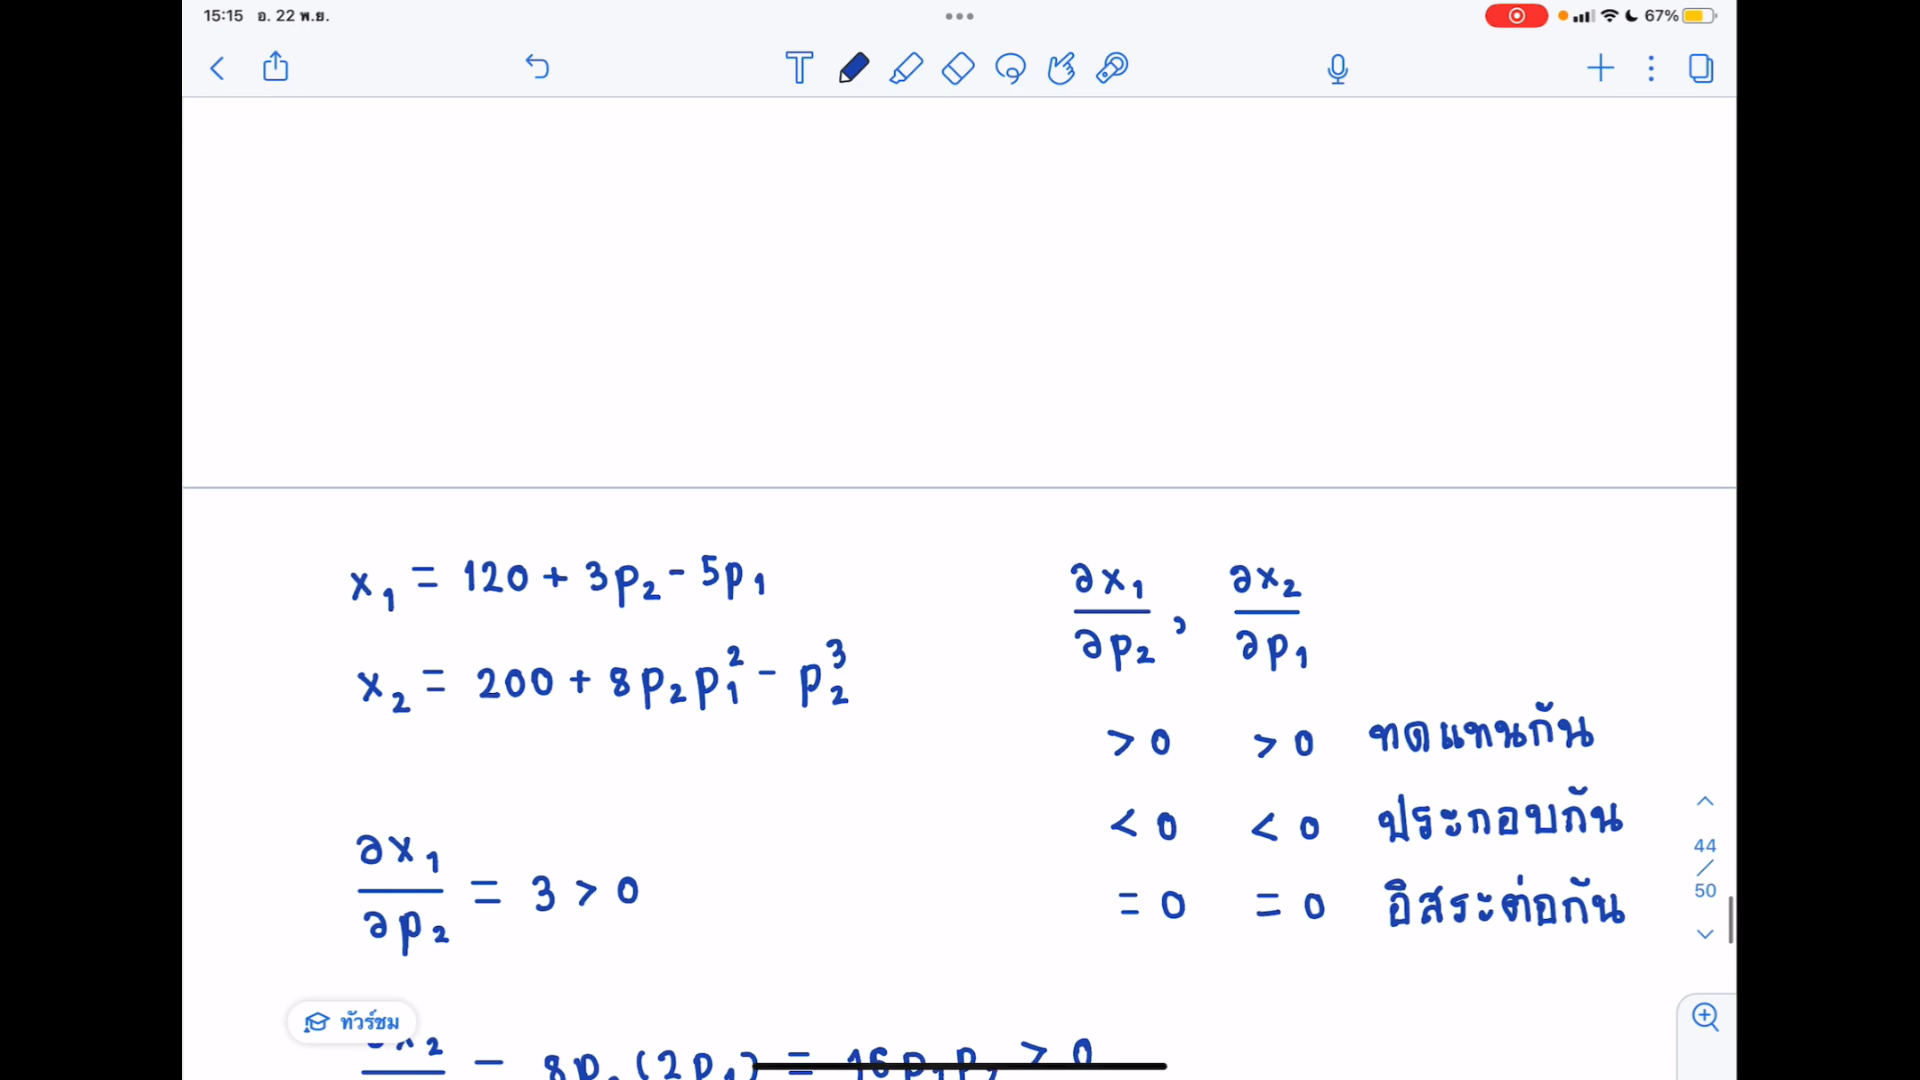 15:15 อ. 22 พ.ย.
67%
x₁ = 120 + 3p₂ - 5p₁
x₂ = 200 + 8p₂p₁² - p₂³
∂x₁/∂p₂ , ∂x₂/∂p₁
> 0 > 0 ทดแทนกัน
< 0 < 0 ประกอบกัน
= 0 = 0 อิสระต่อกัน
∂x₁/∂p₂ = 3 > 0
44
/
50
ทัวร์ชม
= 16p₁p₂ > 0